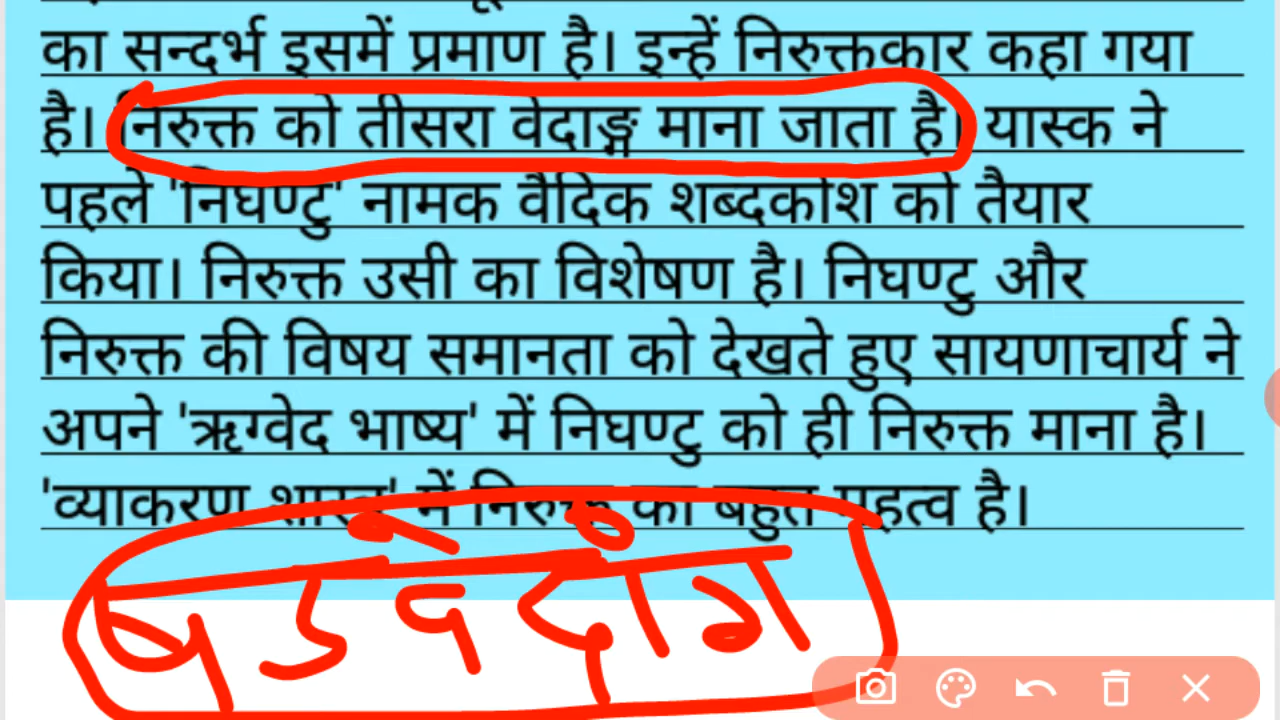 का सन्दर्भ इसमें प्रमाण है। इन्हें निरुक्तकार कहा गया
है। निरुक्त को तीसरा वेदाङ्ग माना जाता है। यास्क ने
पहले 'निघण्टु' नामक वैदिक शब्दकोश को तैयार
किया। निरुक्त उसी का विशेषण है। निघण्टु और
निरुक्त की विषय समानता को देखते हुए सायणाचार्य ने
अपने 'ऋग्वेद भाष्य' में निघण्टु को ही निरुक्त माना है।
'व्याकरण शास्त्र' में निरुक्त का बहुत महत्व है।